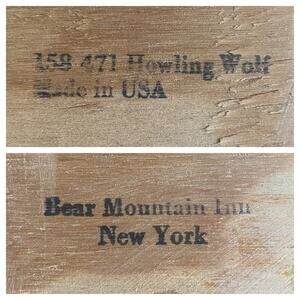 158-471 Howling Wolf
Made in USA
Bear Mountain Inn
New York